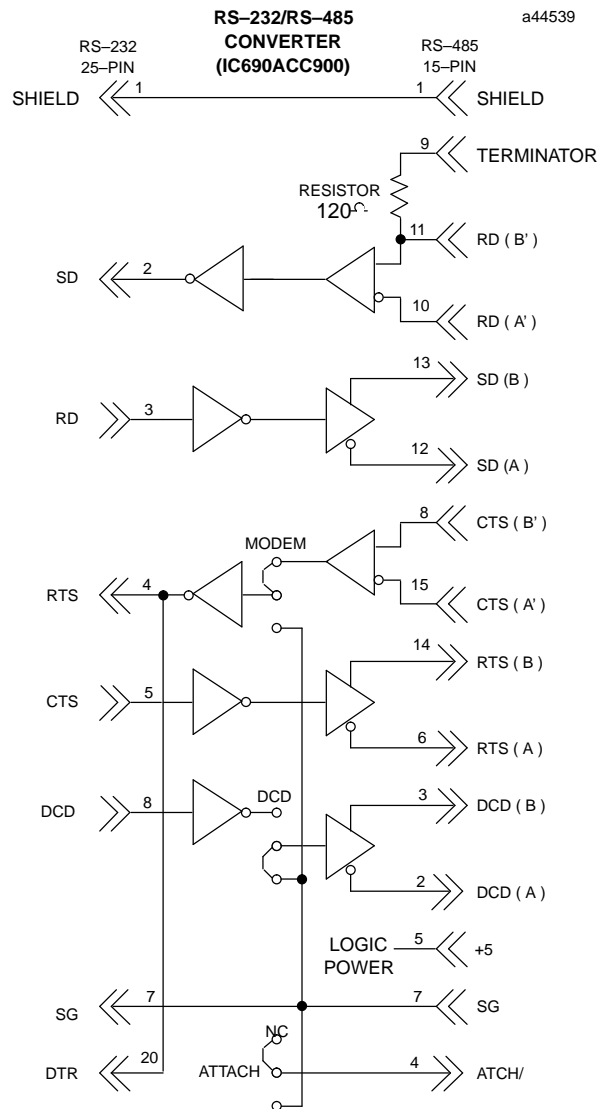 RS–232/RS–485
CONVERTER
(IC690ACC900)
a44539
RS–232
25–PIN
RS–485
15–PIN
SHIELD 1 1 SHIELD
9 TERMINATOR
RESISTOR
120Ω
11 RD ( B’ )
SD 2
10 RD ( A’ )
13 SD (B )
RD 3
12 SD (A )
8 CTS ( B’ )
MODEM
RTS 4 15 CTS ( A’ )
14 RTS ( B )
CTS 5
6 RTS ( A )
DCD 8 DCD 3 DCD ( B )
2 DCD ( A )
LOGIC
POWER
5 +5
SG 7 7 SG
NC
DTR 20 ATTACH 4 ATCH/